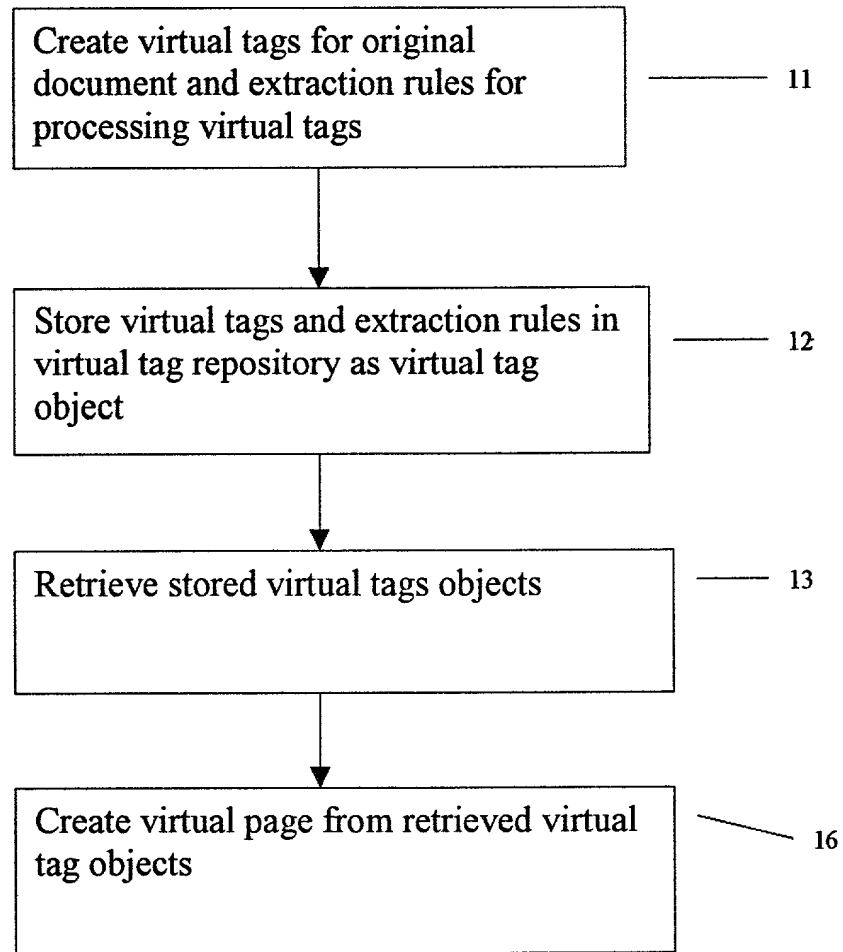 Create virtual tags for original
document and extraction rules for
processing virtual tags
11
Store virtual tags and extraction rules in
virtual tag repository as virtual tag
object
12
Retrieve stored virtual tags objects
13
Create virtual page from retrieved virtual
tag objects
16